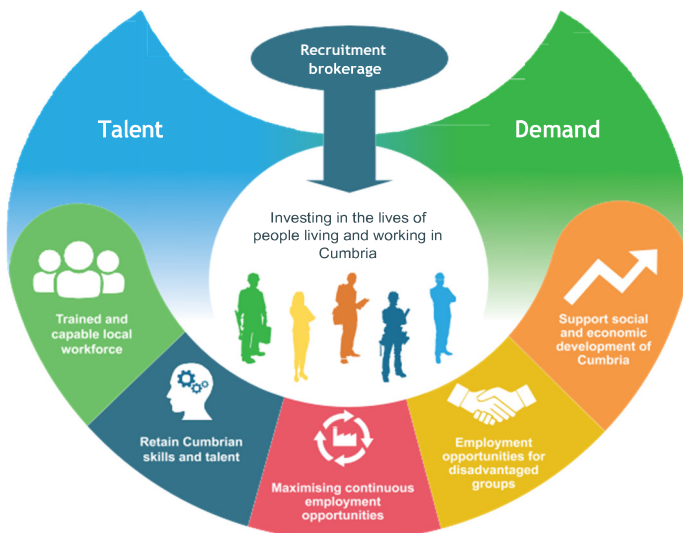 Recruitment
brokerage
Talent
Demand
Investing in the lives of
people living and working in
Cumbria
Trained and
capable local
workforce
Retain Cumbrian
skills and talent
Maximising continuous
employment
opportunities
Employment
opportunities for
disadvantaged
groups
Support social
and economic
development of
Cumbria